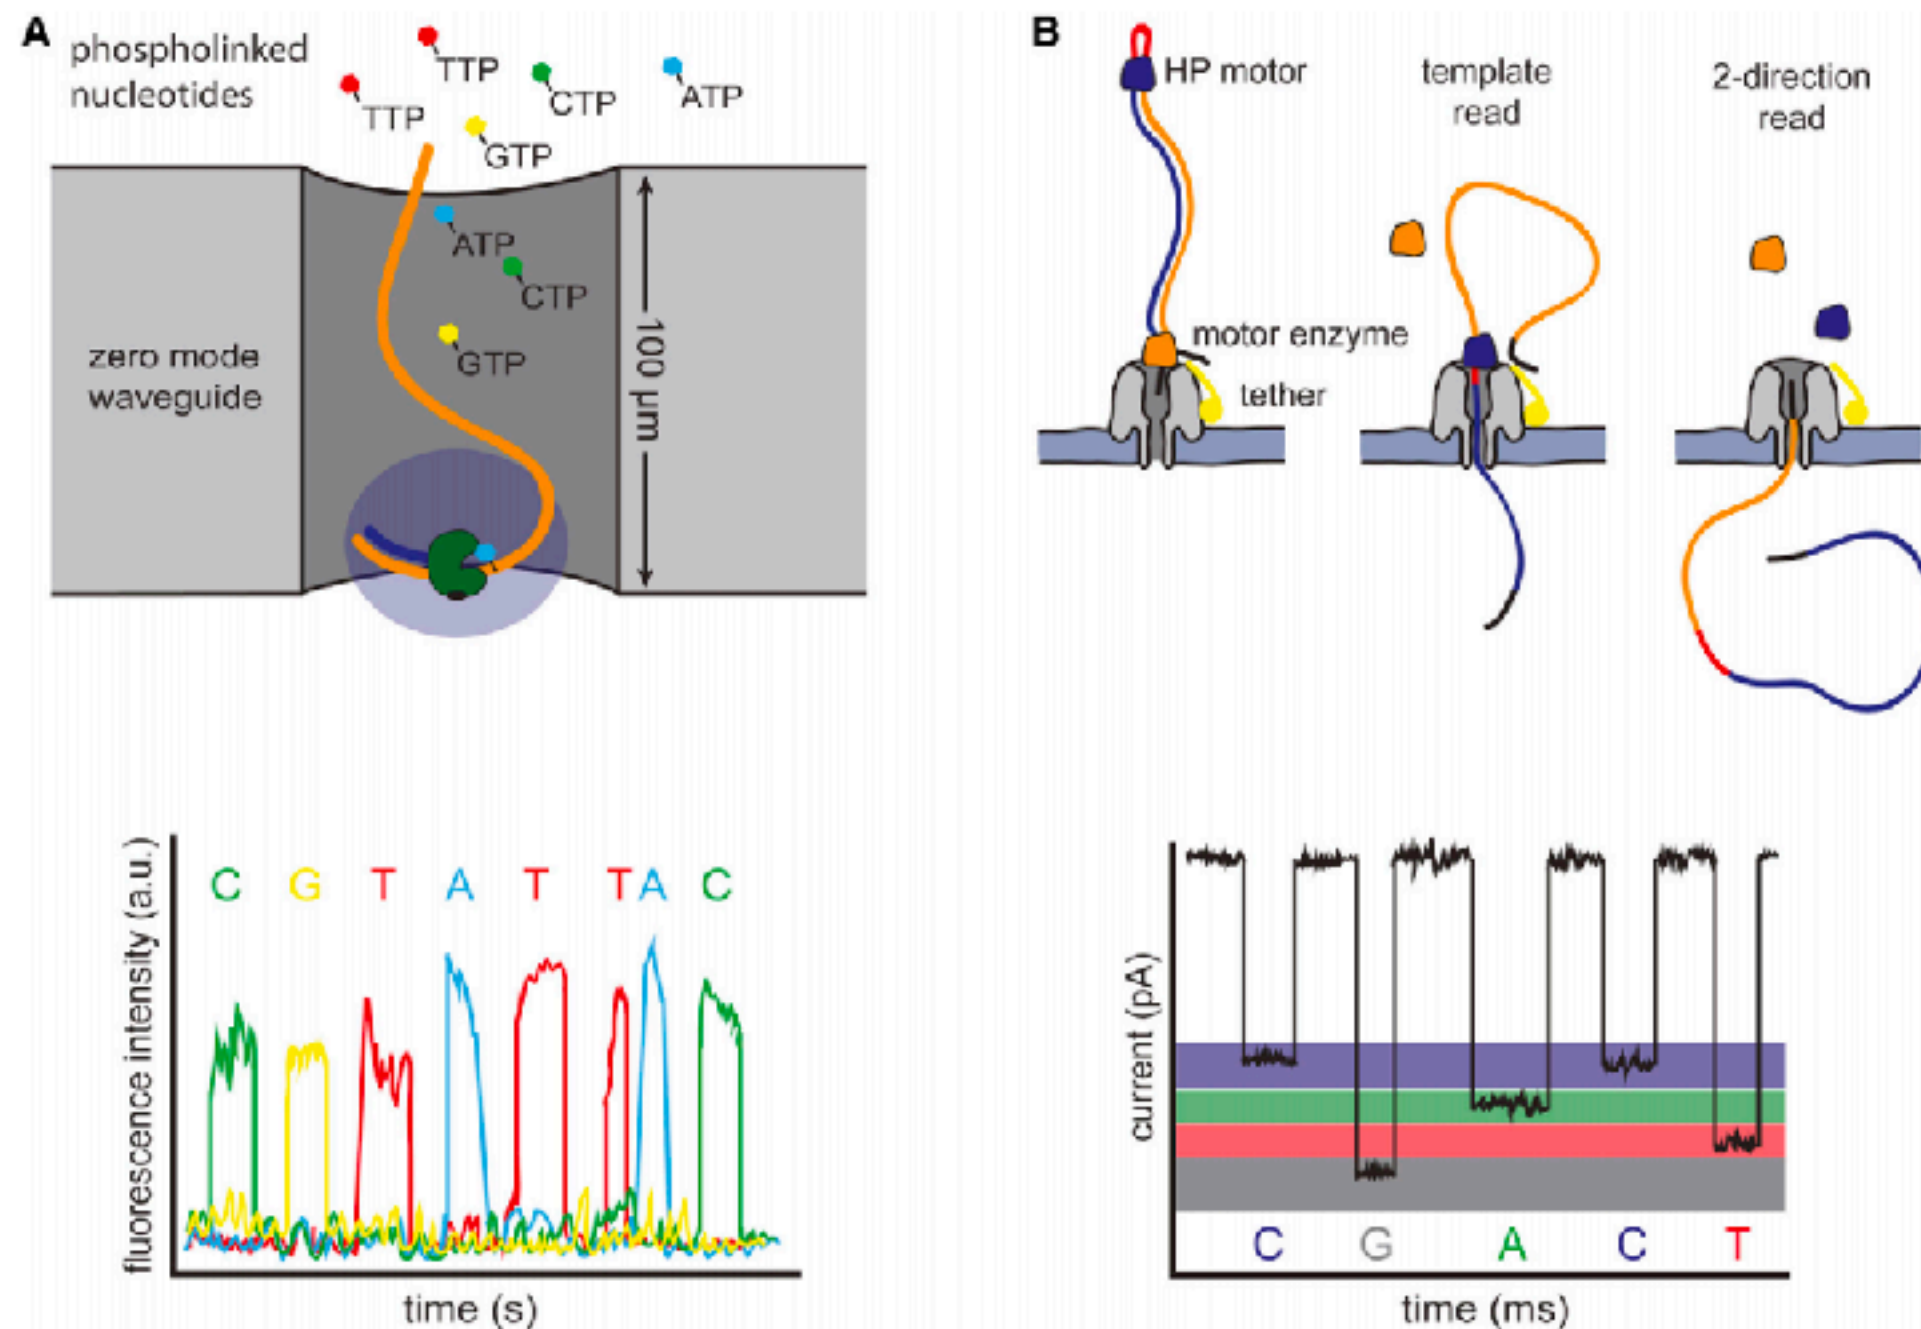 A
phospholinked
nucleotides
TTP
TTP
CTP
ATP
GTP
ATP
CTP
GTP
zero mode
waveguide
100 µm
fluorescence intensity (a.u.)
C G T A T T A C
time (s)
B
HP motor
template
read
2-direction
read
motor enzyme
tether
current (pA)
C G A C T
time (ms)